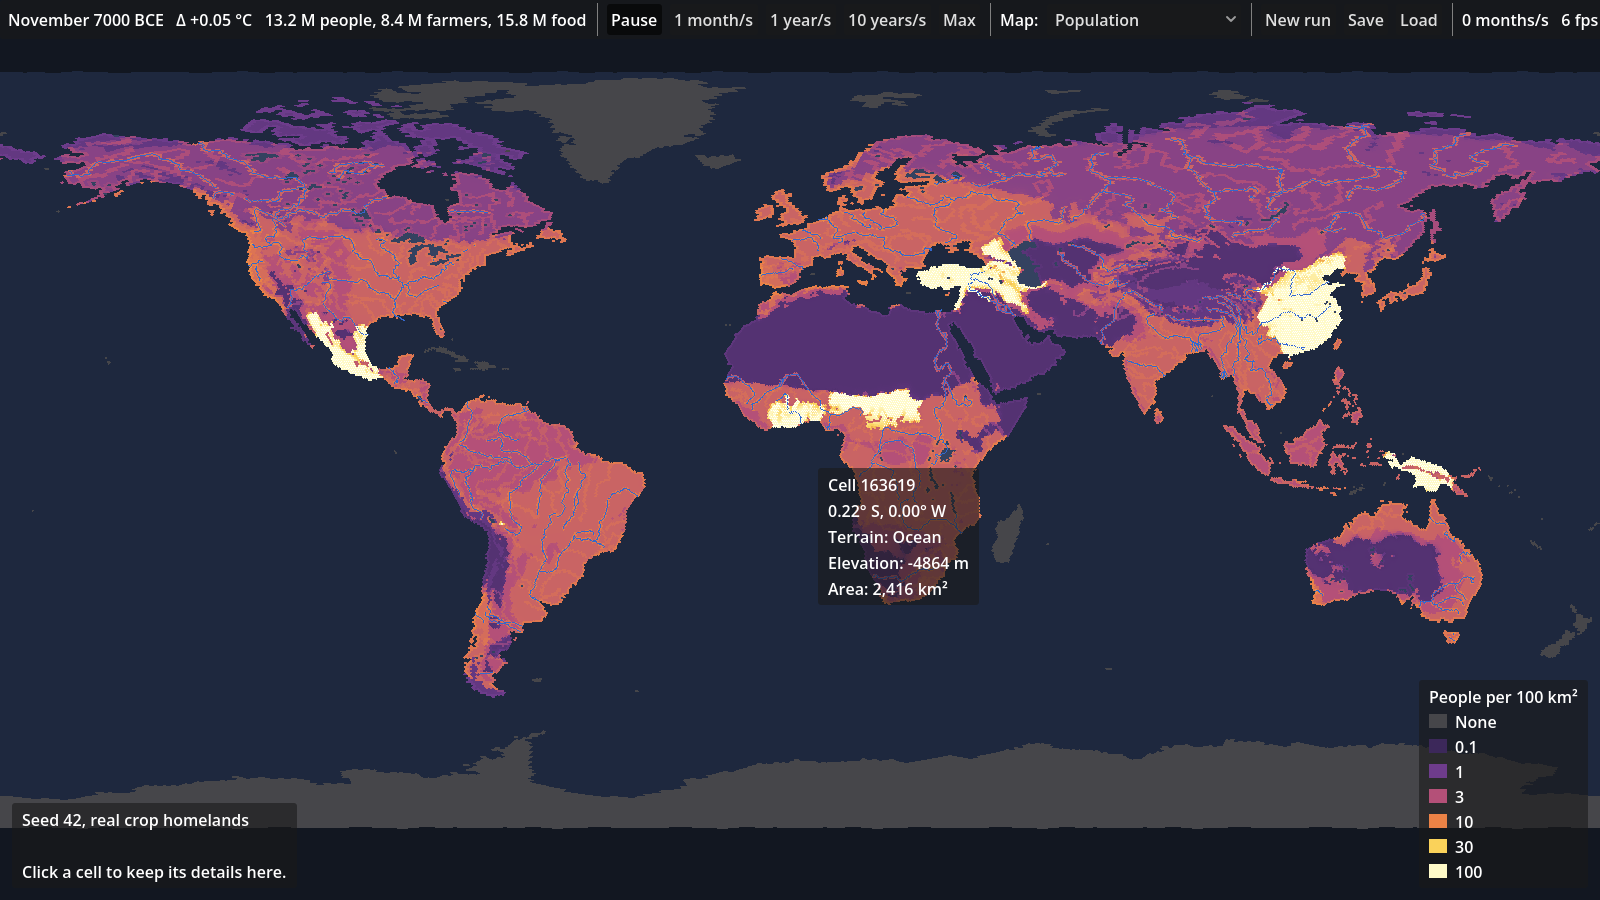 November 7000 BCE Δ +0.05 °C 13.2 M people, 8.4 M farmers, 15.8 M food Pause 1 month/s 1 year/s 10 years/s Max Map: Population New run Save Load 0 months/s 6 fps
Cell 163619
0.22° S, 0.00° W
Terrain: Ocean
Elevation: -4864 m
Area: 2,416 km²
People per 100 km²
None
0.1
1
3
10
30
100
Seed 42, real crop homelands
Click a cell to keep its details here.